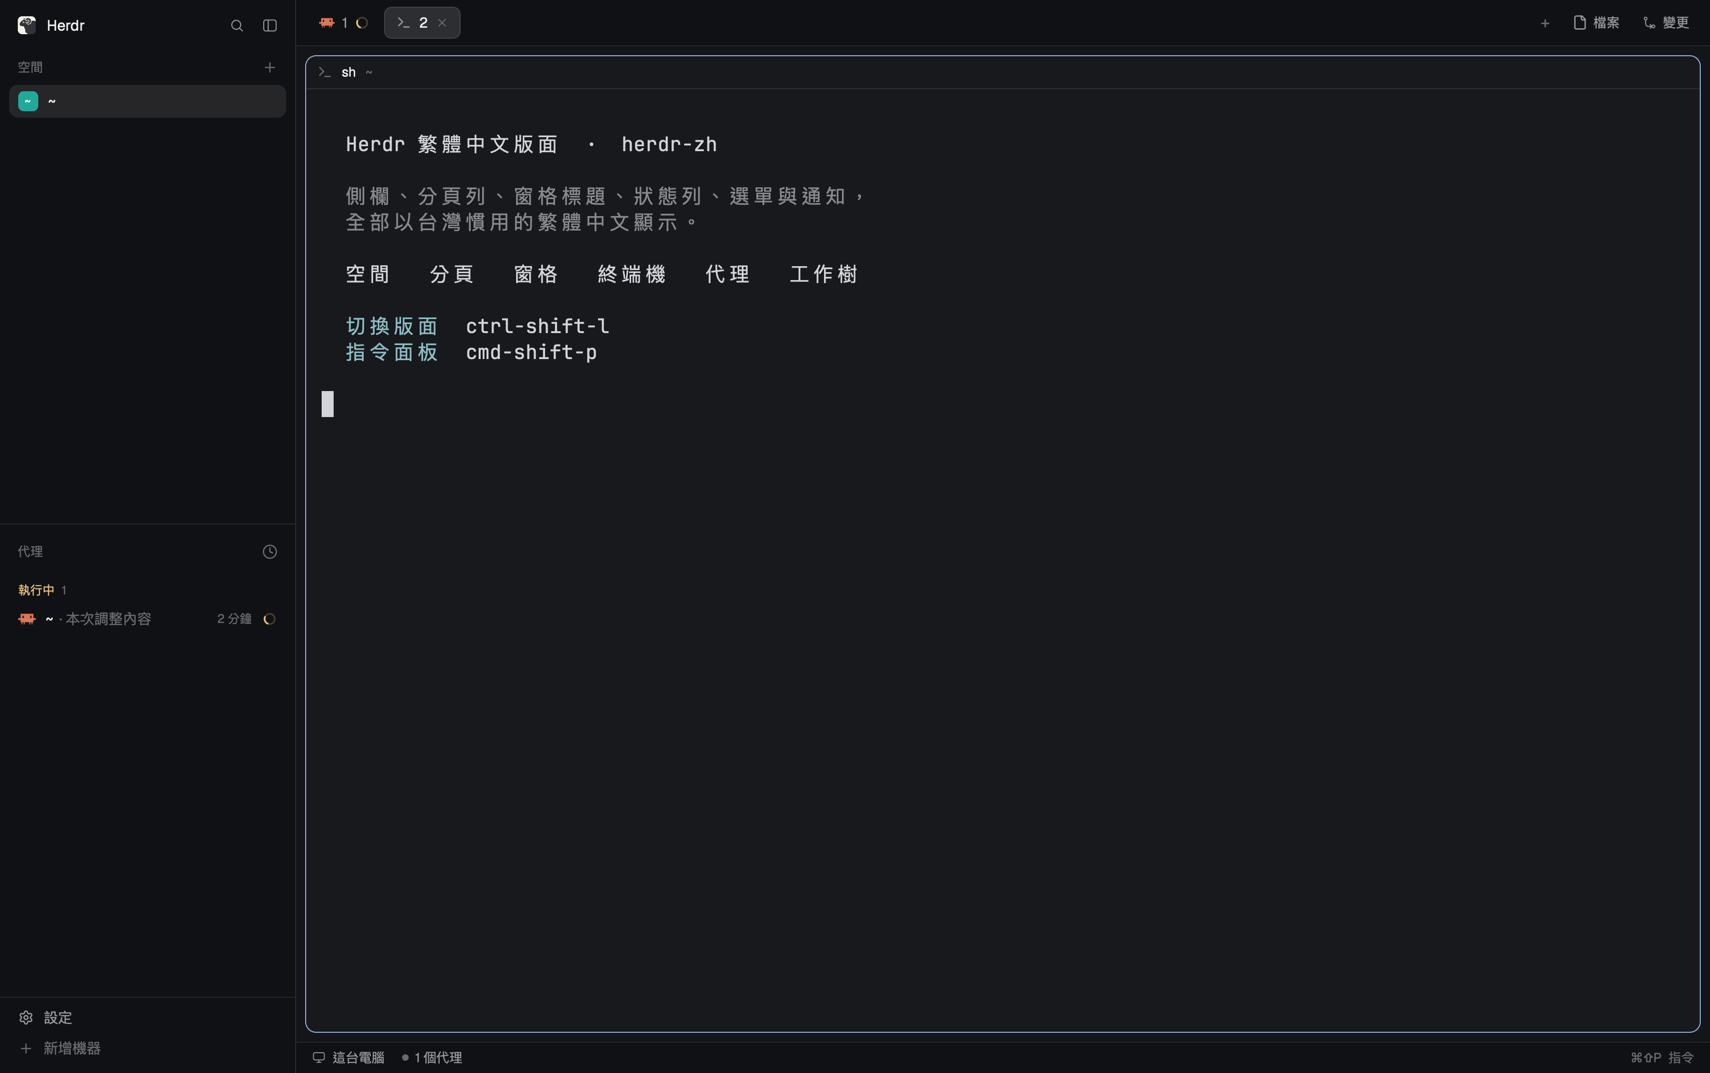 Herdr
空間
~ ~
代理
執行中 1
~ · 本次調整內容 2 分鐘
設定
新增機器
1
>_ 2 ×
+ 檔案 變更
>_ sh ~
Herdr 繁體中文版面 · herdr-zh
側欄、分頁列、窗格標題、狀態列、選單與通知，
全部以台灣慣用的繁體中文顯示。
空間 分頁 窗格 終端機 代理 工作樹
切換版面 ctrl-shift-l
指令面板 cmd-shift-p
這台電腦 ● 1 個代理
⌘⇧P 指令